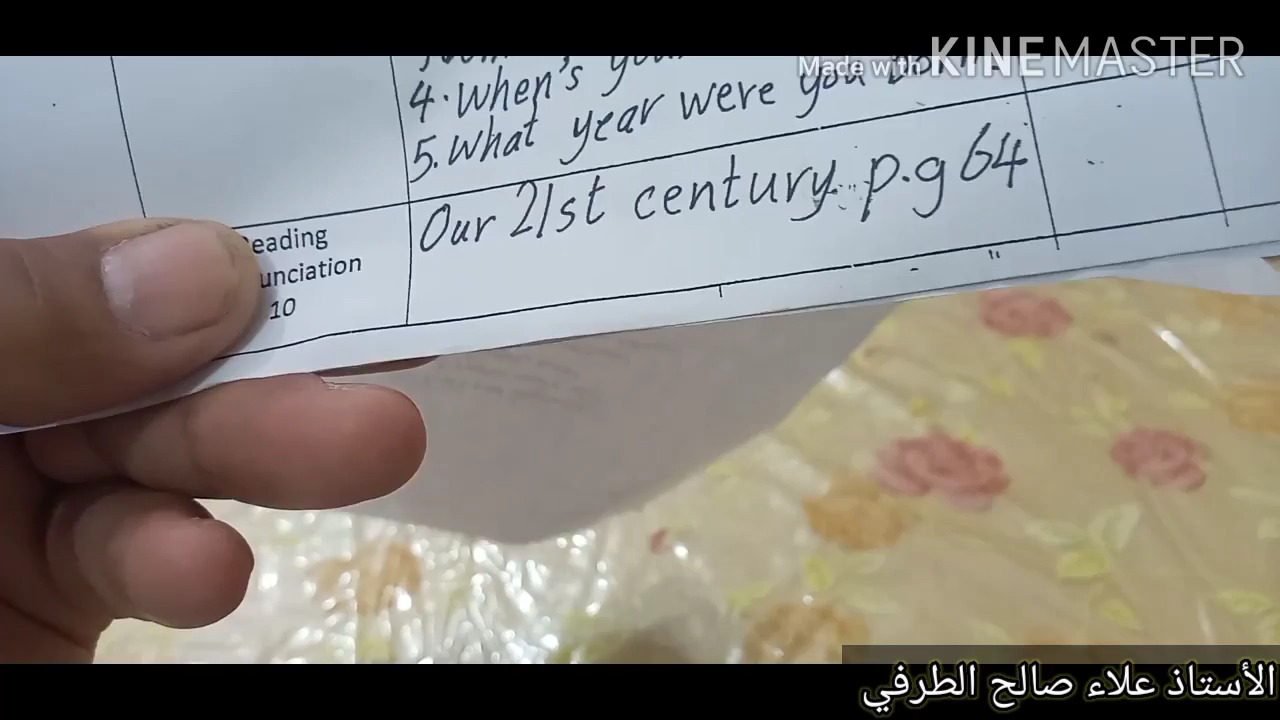 Made with KINEMASTER
4. When's
5. What year were you
Our 21st century p.g 64
eading
unciation
10
الأستاذ علاء صالح الطرفي